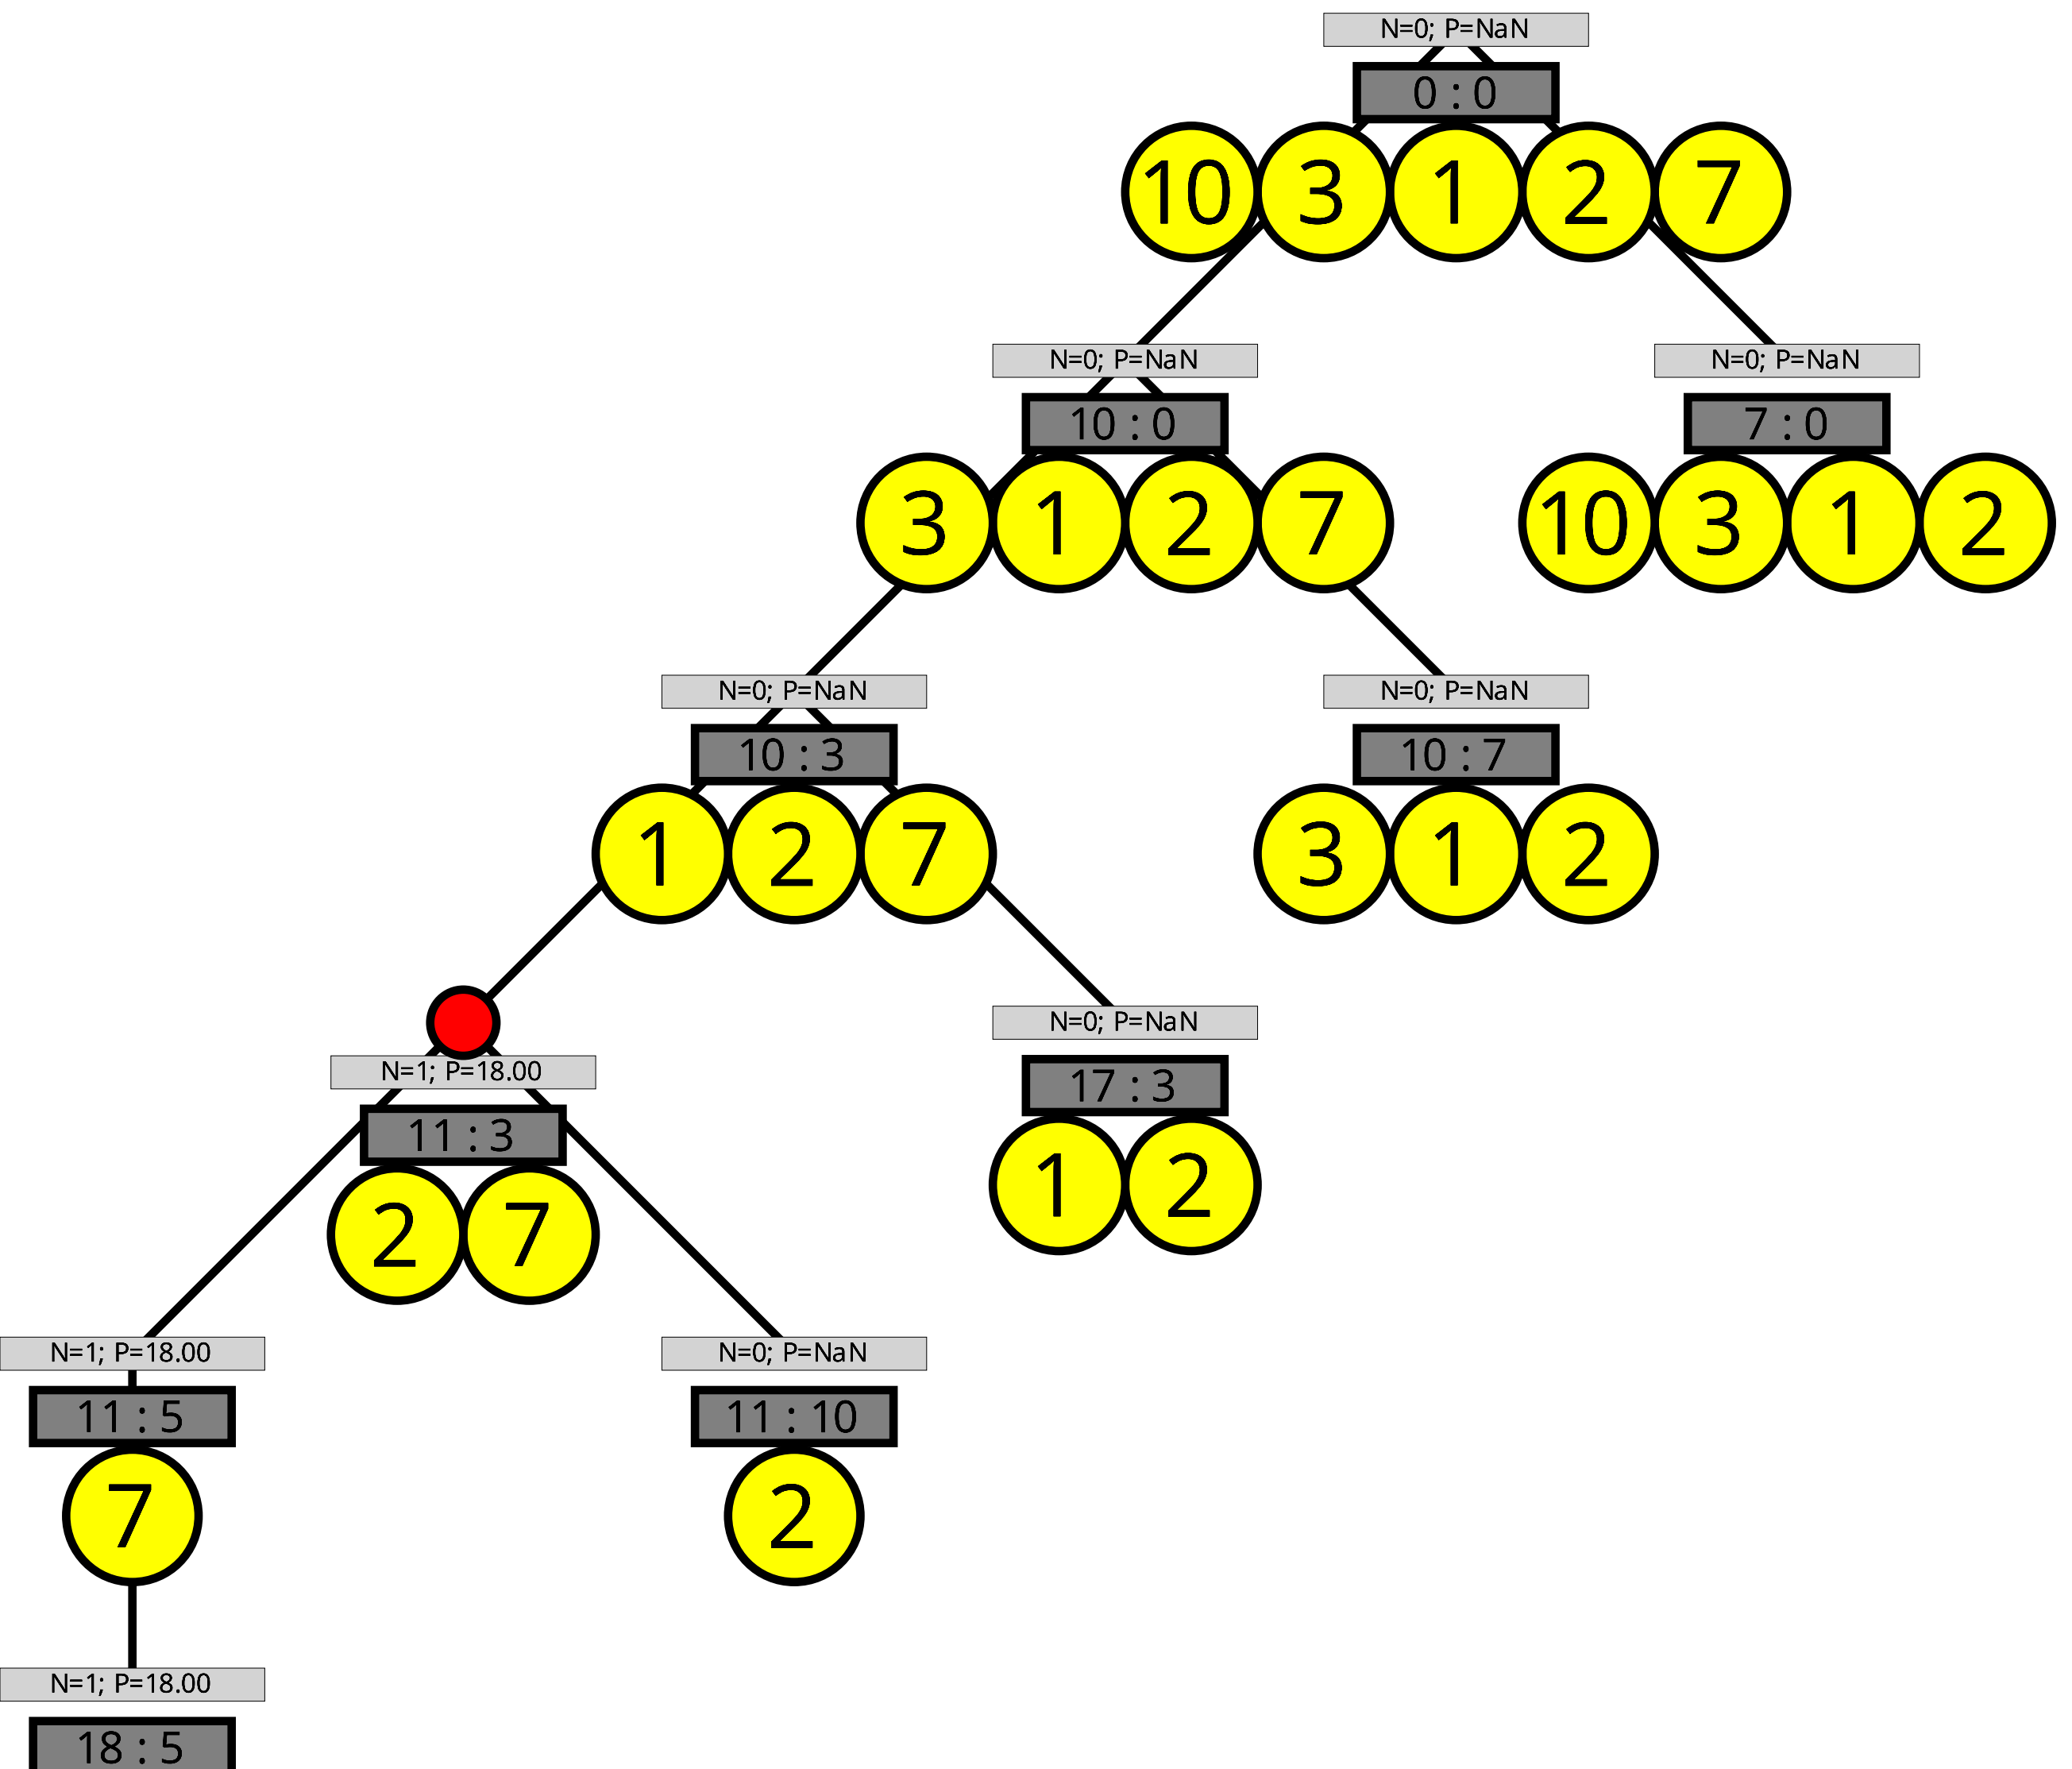 N=0; P=NaN
0 : 0
10 3 1 2 7
N=0; P=NaN N=0; P=NaN
10 : 0 7 : 0
3 1 2 7 10 3 1 2
N=0; P=NaN N=0; P=NaN
10 : 3 10 : 7
1 2 7 3 1 2
N=0; P=NaN
N=1; P=18.00
17 : 3
11 : 3
1 2
2 7
N=1; P=18.00 N=0; P=NaN
11 : 5 11 : 10
7 2
N=1; P=18.00
18 : 5